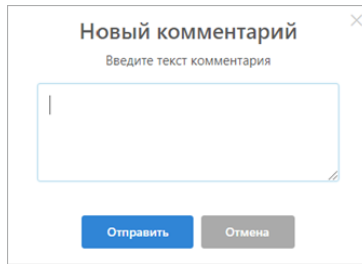 Новый комментарий
Введите текст комментария
Отправить Отмена